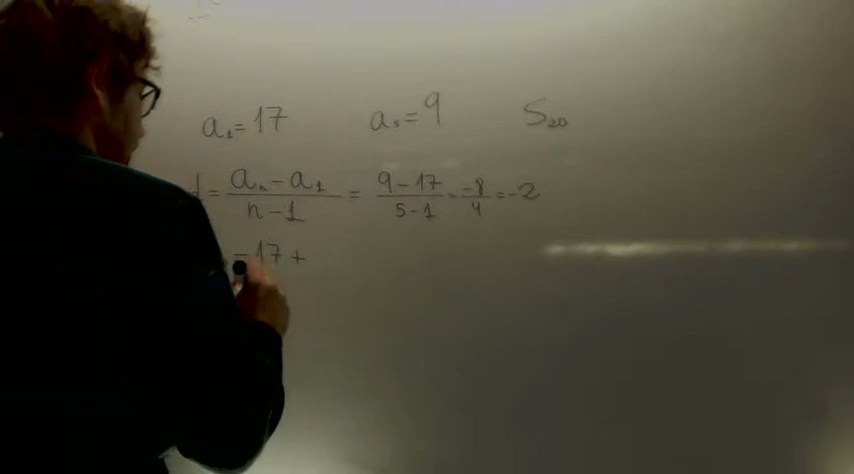 a₁=17 a₅=9 S₂₀
d = (aₙ-a₁)/(n-1) = (9-17)/(5-1) = -8/4 = -2
=17+